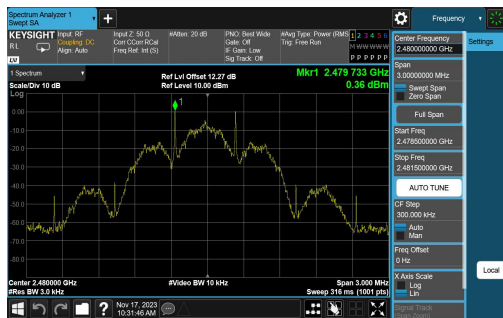 Spectrum Analyzer 1
Swept SA
Frequency
KEYSIGHT
Input: RF
Coupling: DC
Align: Auto
Input Z: 50 Ω
Corr CCorr RCal
Freq Ref: Int (S)
#Atten: 20 dB
PNO: Best Wide
Gate: Off
IF Gain: Low
Sig Track: Off
#Avg Type: Power (RMS
Trig: Free Run
1 2 3 4 5 6
M W W W W W
P P P P P P
RL
LXI
1 Spectrum
Scale/Div 10 dB
Log
Ref Lvl Offset 12.27 dB
Ref Level 10.00 dBm
Mkr1 2.479 733 GHz
0.36 dBm
1
0.00
-10.0
-20.0
-30.0
-40.0
-50.0
-60.0
-70.0
-80.0
Center 2.480000 GHz
#Res BW 3.0 kHz
#Video BW 10 kHz
Span 3.000 MHz
Sweep 316 ms (1001 pts)
Center Frequency
2.480000000 GHz
Settings
Span
3.00000000 MHz
Swept Span
Zero Span
Full Span
Start Freq
2.478500000 GHz
Stop Freq
2.481500000 GHz
AUTO TUNE
CF Step
300.000 kHz
Auto
Man
Freq Offset
0 Hz
X Axis Scale
Log
Lin
Signal Track
(Span Zoom)
Local
?
Nov 17, 2023
10:31:46 AM